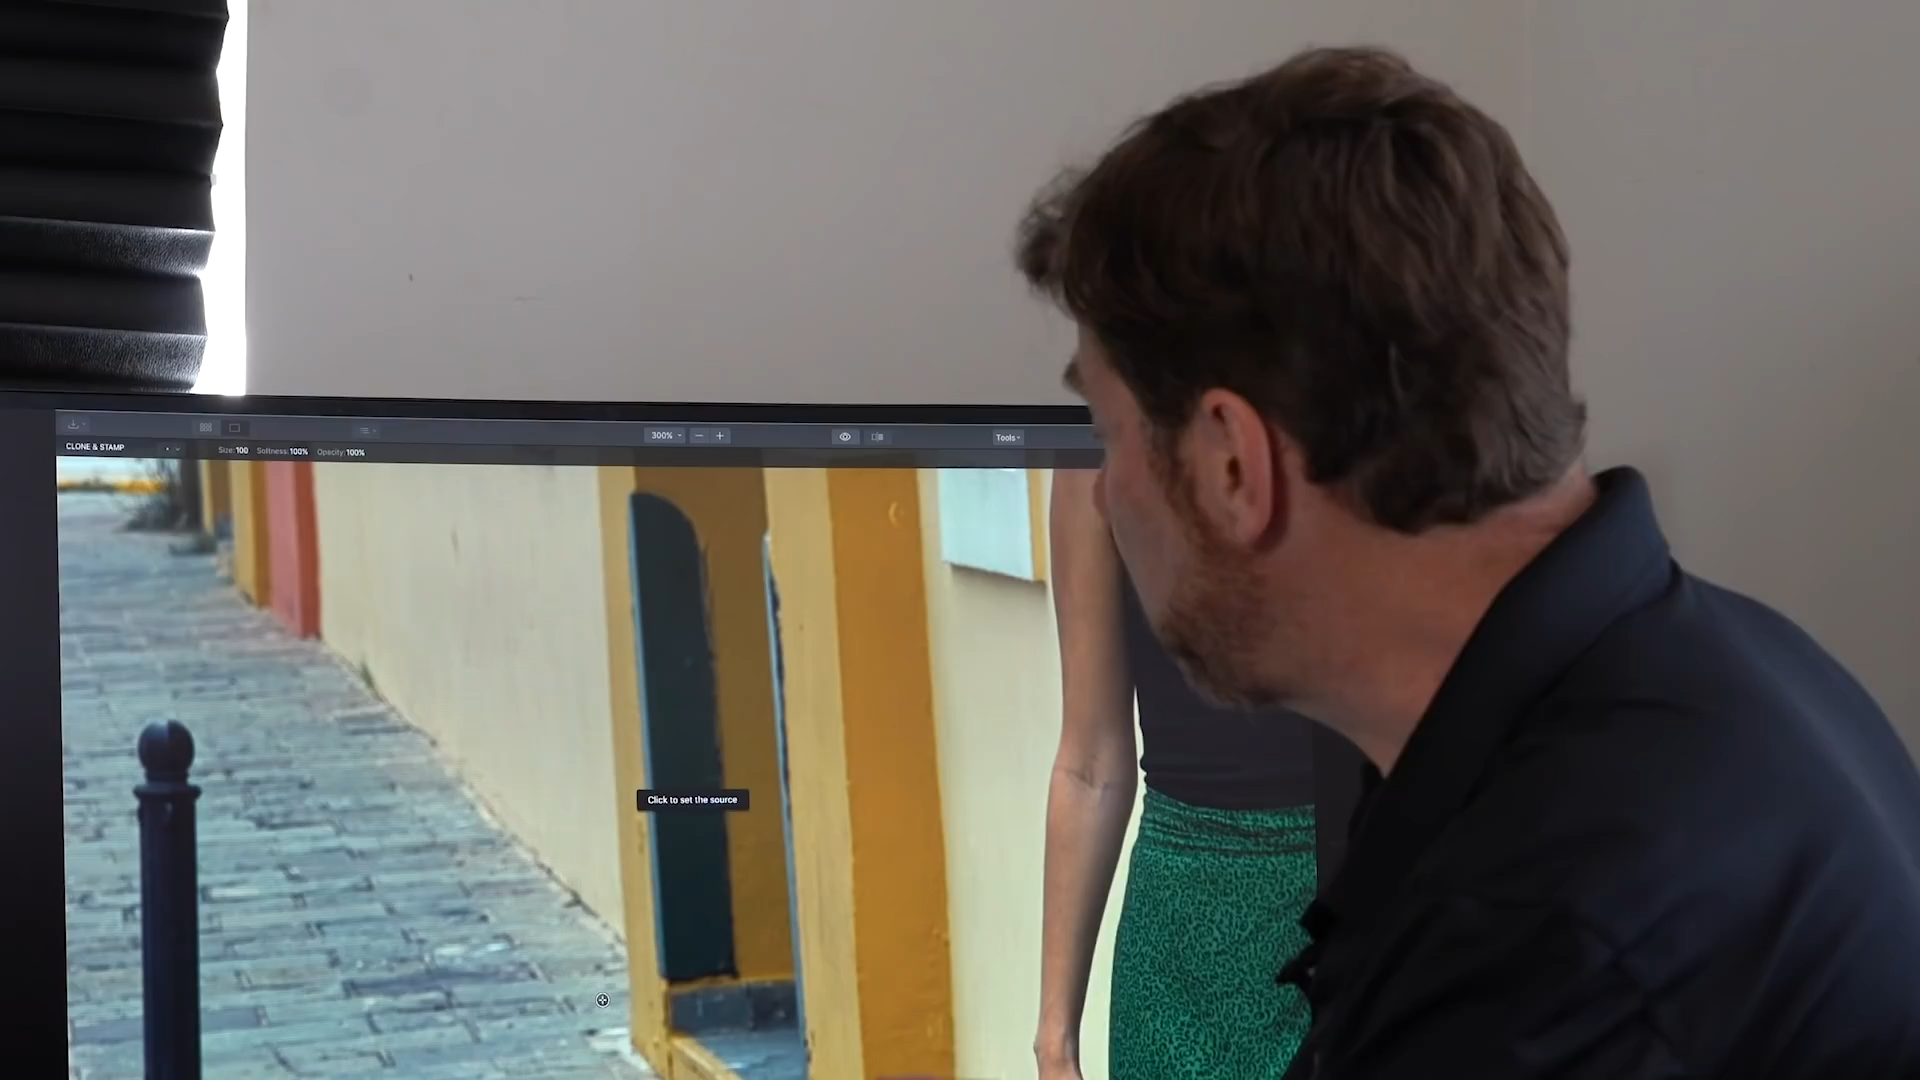 300%
Tools
CLONE & STAMP
Size: 100 Softness: 100% Opacity: 100%
Click to set the source